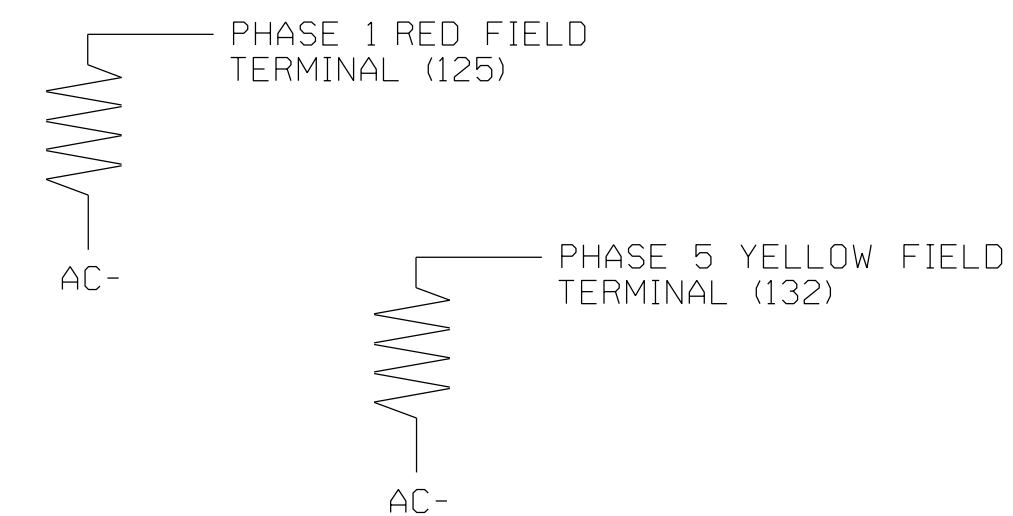 PHASE 1 RED FIELD
TERMINAL (125)
AC-
PHASE 5 YELLOW FIELD
TERMINAL (132)
AC-